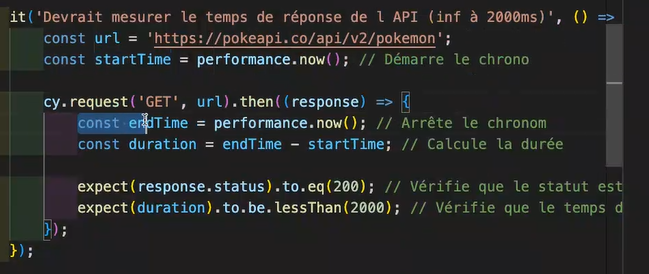 it('Devrait mesurer le temps de réponse de l API (inf à 2000ms)', () =>
const url = 'https://pokeapi.co/api/v2/pokemon';
const startTime = performance.now(); // Démarre le chrono
cy.request('GET', url).then((response) => {
const endTime = performance.now(); // Arrête le chronom
const duration = endTime - startTime; // Calcule la durée
expect(response.status).to.eq(200); // Vérifie que le statut est
expect(duration).to.be.lessThan(2000); // Vérifie que le temps d
});
});